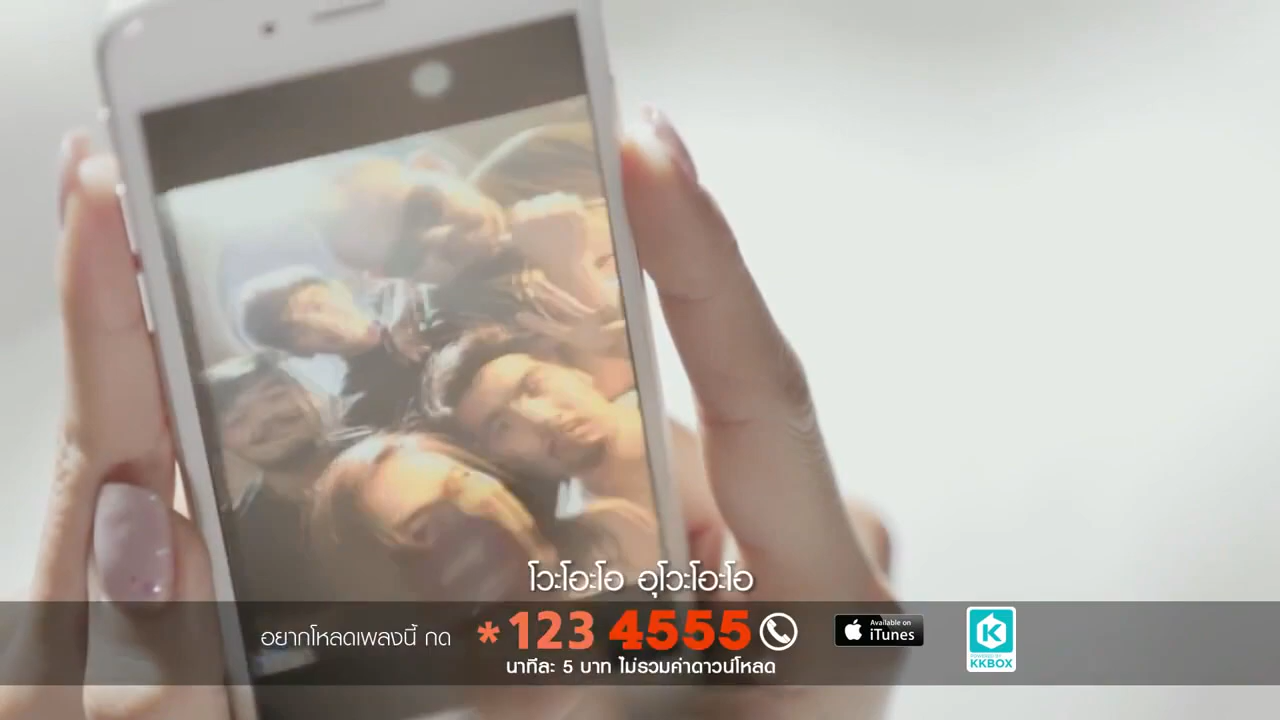 โวะโอะโอ อุโวะโอะโอ
อยากโหลดเพลงนี้ กด *123 4555
นาทีละ 5 บาท ไม่รวมค่าดาวน์โหลด
Available on
iTunes
POWERED BY
KKBOX